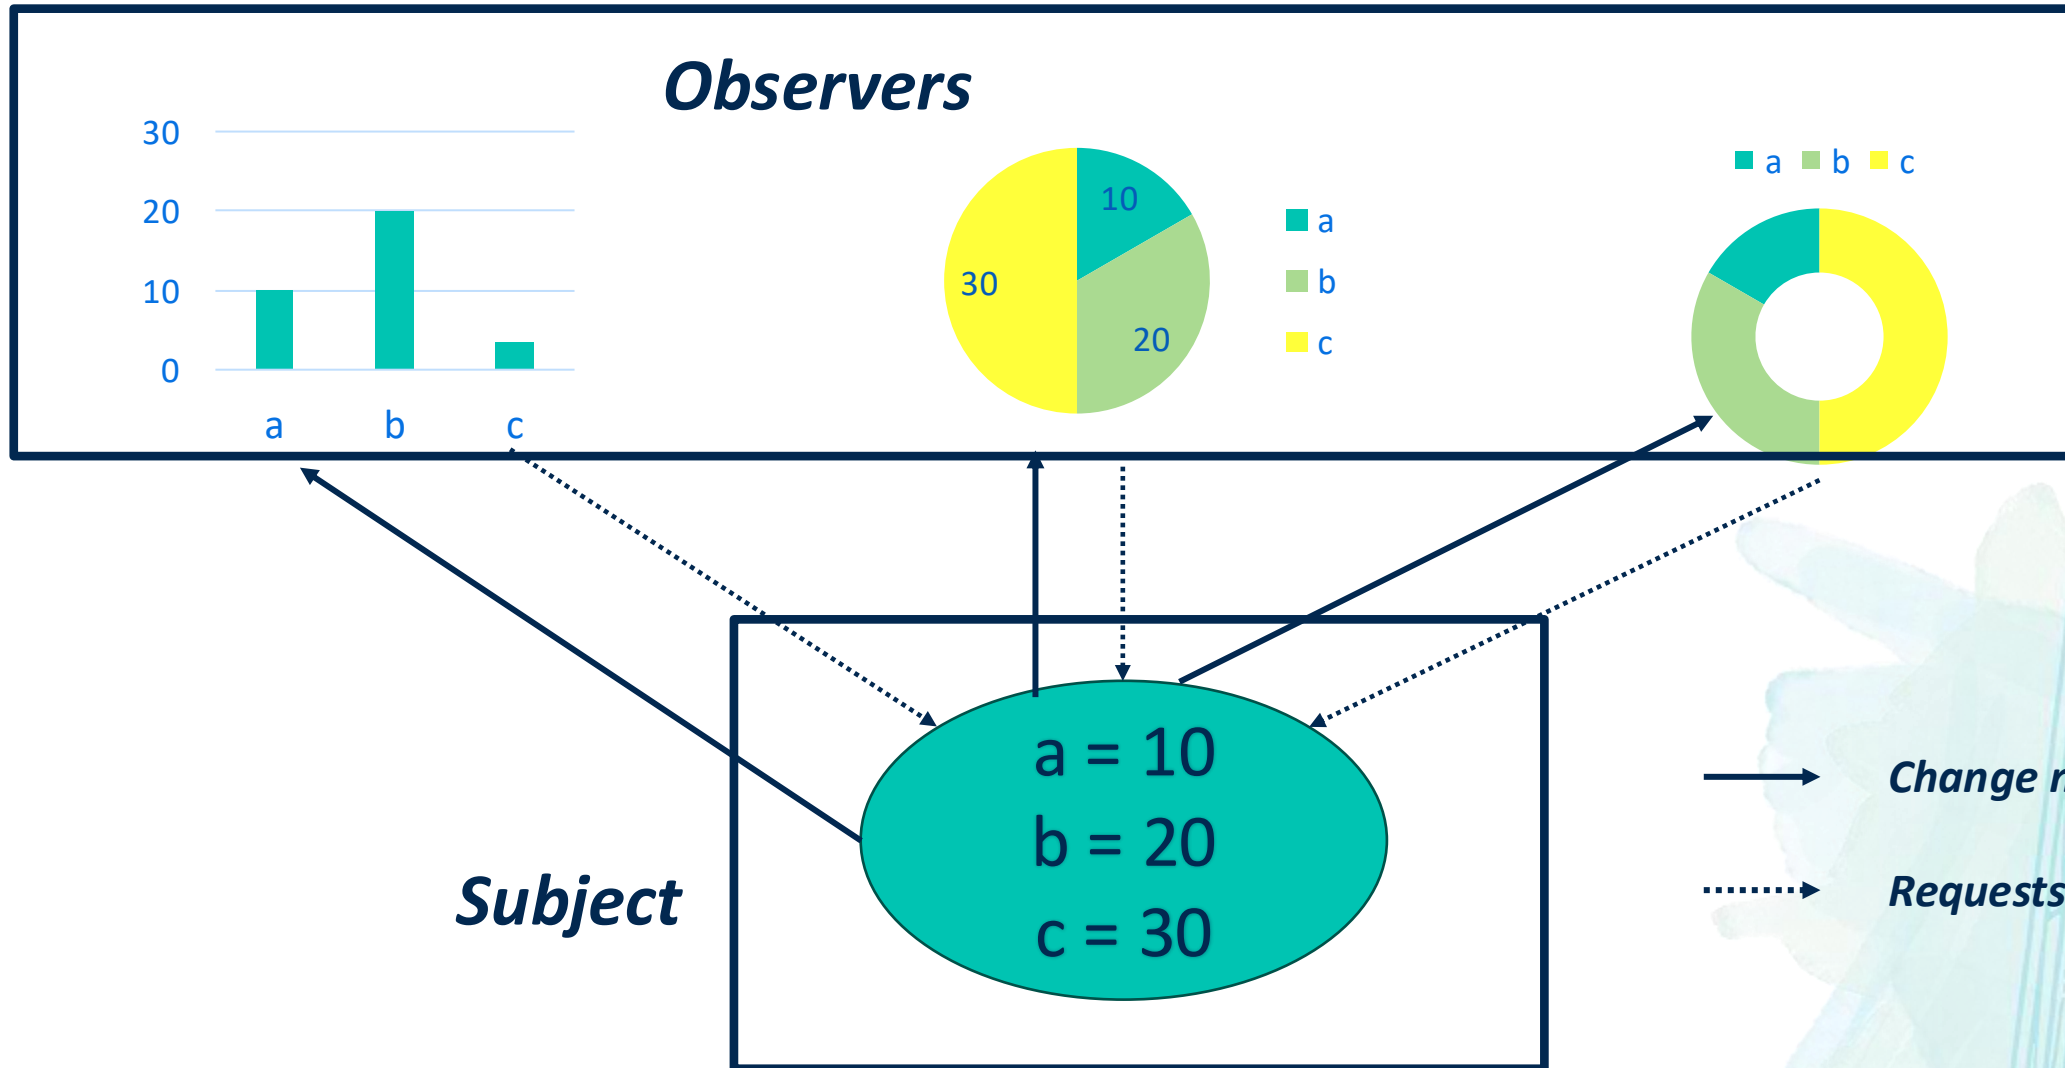 Observers
30
20
10
0
a b c
10
20
30
a
b
c
a b c
a = 10
b = 20
c = 30
Subject
Change
Requests